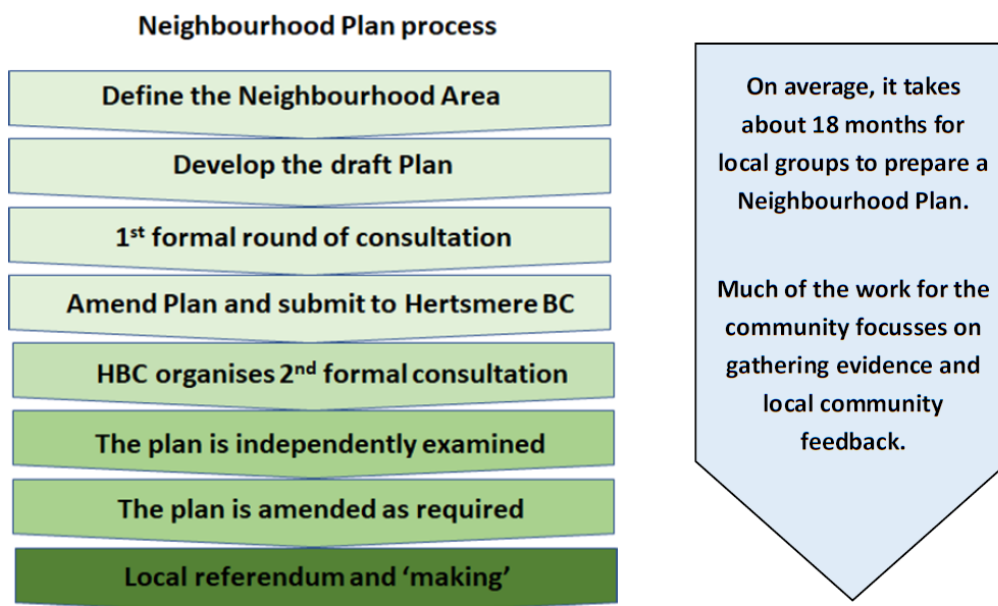 Neighbourhood Plan process
Define the Neighbourhood Area
Develop the draft Plan
1st formal round of consultation
Amend Plan and submit to Hertsmere BC
HBC organises 2nd formal consultation
The plan is independently examined
The plan is amended as required
Local referendum and ‘making’
On average, it takes
about 18 months for
local groups to prepare a
Neighbourhood Plan.
Much of the work for the
community focusses on
gathering evidence and
local community
feedback.